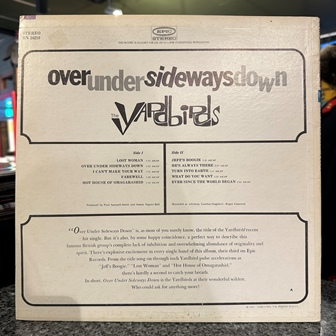 STEREO
EPIC
STEREO
overundersidewaysdown
The YARDBIRDS
Side I
LOST WOMAN
OVER UNDER SIDEWAYS DOWN
I CAN'T MAKE YOUR WAY
FAREWELL
HOT HOUSE OF OMAGARASHID
Side II
JEFF'S BOOGIE
HE'S ALWAYS THERE
TURN INTO EARTH
WHAT DO YOU WANT
EVER SINCE THE WORLD BEGAN
"Over Under Sideways Down" is, as most of you surely know, the title of the Yardbirds' recent
hit single. But it's also, by some happy coincidence, a perfect way to describe this
famous British group's complete lack of inhibition and overwhelming abundance of originality and
spirit. There's explosive excitement in every single band of this album, their third on Epic
Records. From the title song on through such Yardbird pulse accelerators as
"Jeff's Boogie," "Lost Woman" and "Hot House of Omagarashid,"
there's hardly a second to catch your breath.
In short, Over Under Sideways Down is the Yardbirds at their wonderful wildest.
Who could ask for anything more?
A